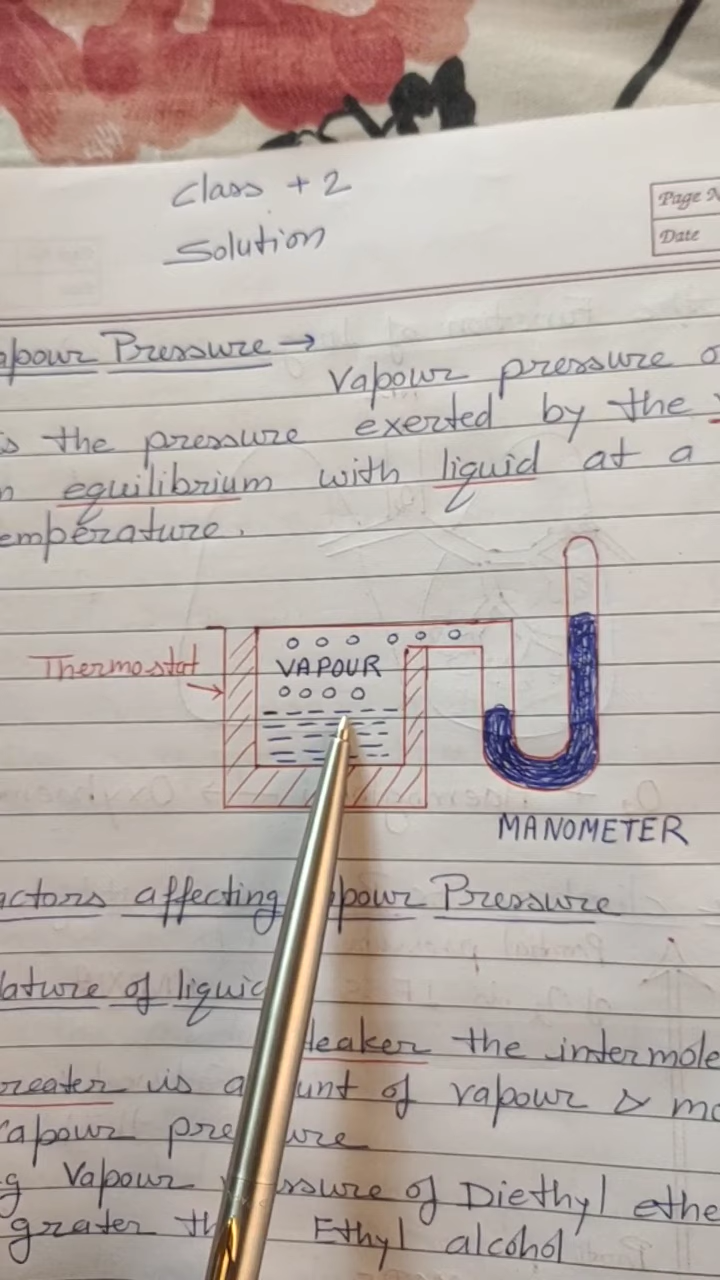 Class +2
Solution
Page N
Date
apour Pressure →
Vapour pressure o
is the pressure exerted by the
n equilibrium with liquid at a
emperature.
Thermostat
VAPOUR
MANOMETER
actors affecting pour Pressure
ature of liquid
eaker the intermole
reater is a unt of vapour & mo
apour pre ure
g Vapour ssure of Diethyl ethe
grater th Ethyl alcohol